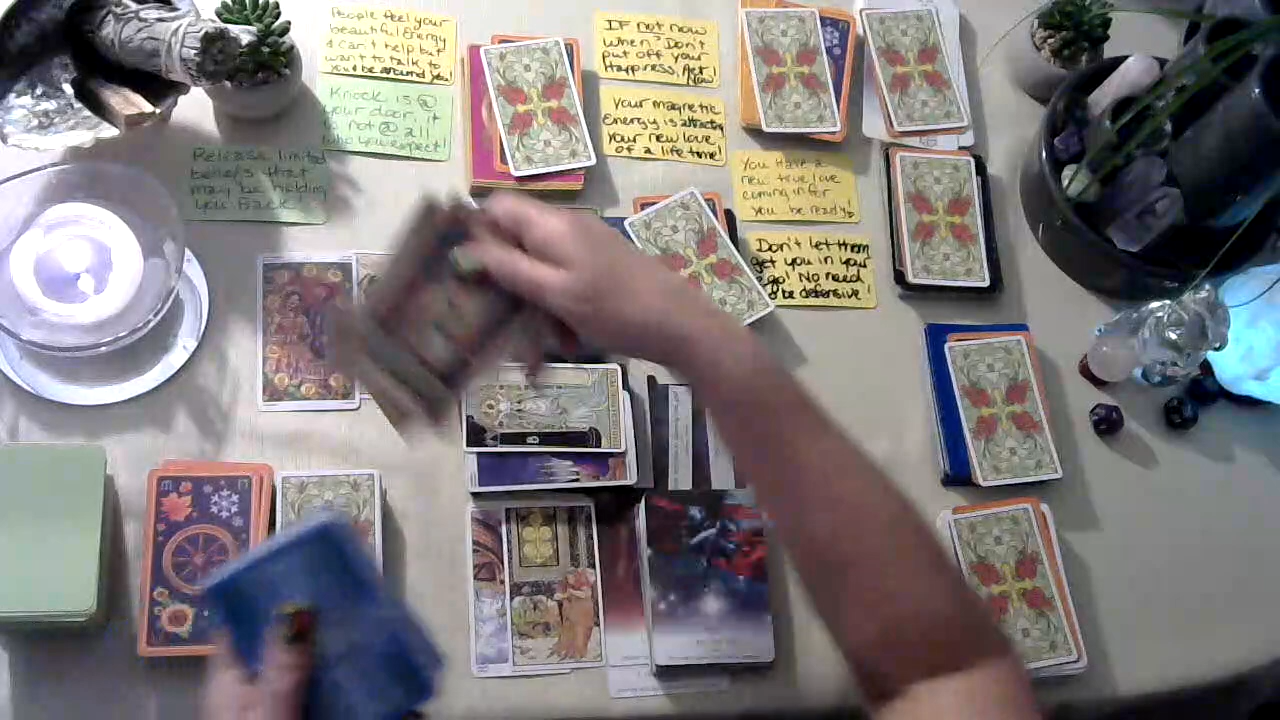 People feel your
beautiful Energy
& can't help but
want to talk to
you & be around you!
Knock is @
your door, it
is not @ all
who you expect!
Release limited
beliefs that
may be holding
you Back!
IF not now
when? Don't
put off your
Happness. Act
Now!
Your magnetic
Energy is attracting
your new love
of a life time!
You Have a
new true love
coming in for
you be ready!
Don't let them
get you in your
ego! No need
to be defensive!